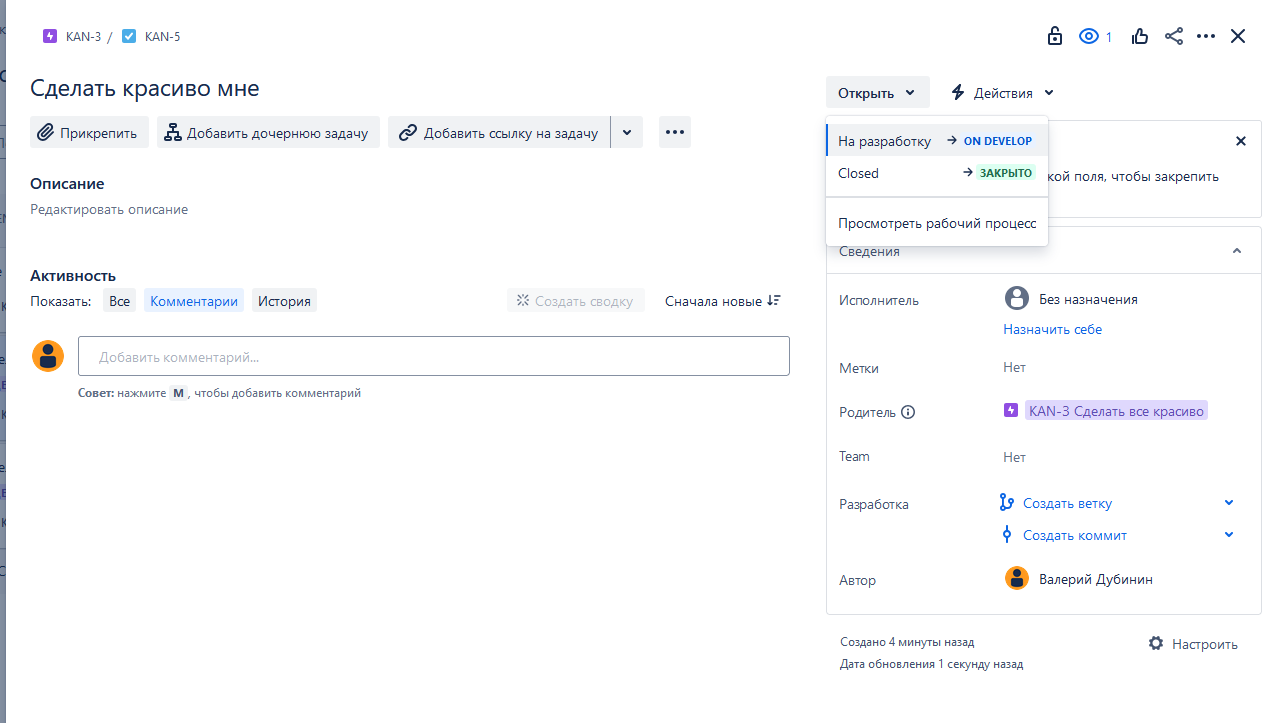 KAN-3 / KAN-5
1
Сделать красиво мне
Прикрепить
Добавить дочернюю задачу
Добавить ссылку на задачу
Описание
Редактировать описание
Активность
Показать: Все Комментарии История
Создать сводку
Сначала новые
Добавить комментарий...
Совет: нажмите M, чтобы добавить комментарий
Открыть
Действия
На разработку → ON DEVELOP
Closed → ЗАКРЫТО
Просмотреть рабочий процесс
кой поля, чтобы закрепить
Сведения
Исполнитель
Без назначения
Назначить себе
Метки
Нет
Родитель
KAN-3 Сделать все красиво
Team
Нет
Разработка
Создать ветку
Создать коммит
Автор
Валерий Дубинин
Создано 4 минуты назад
Настроить
Дата обновления 1 секунду назад